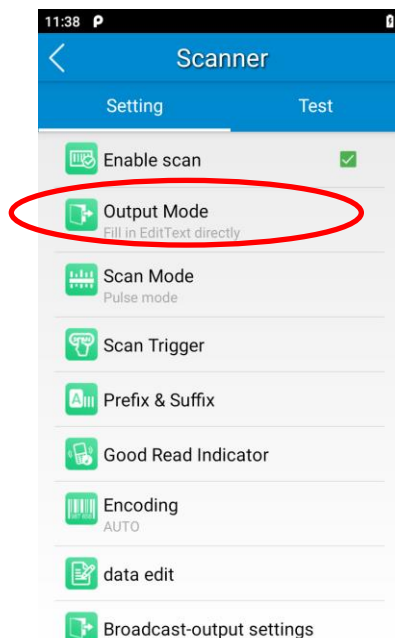 11:38
Scanner
Setting Test
Enable scan
Output Mode
Fill in EditText directly
Scan Mode
Pulse mode
Scan Trigger
Prefix & Suffix
Good Read Indicator
Encoding
AUTO
data edit
Broadcast-output settings